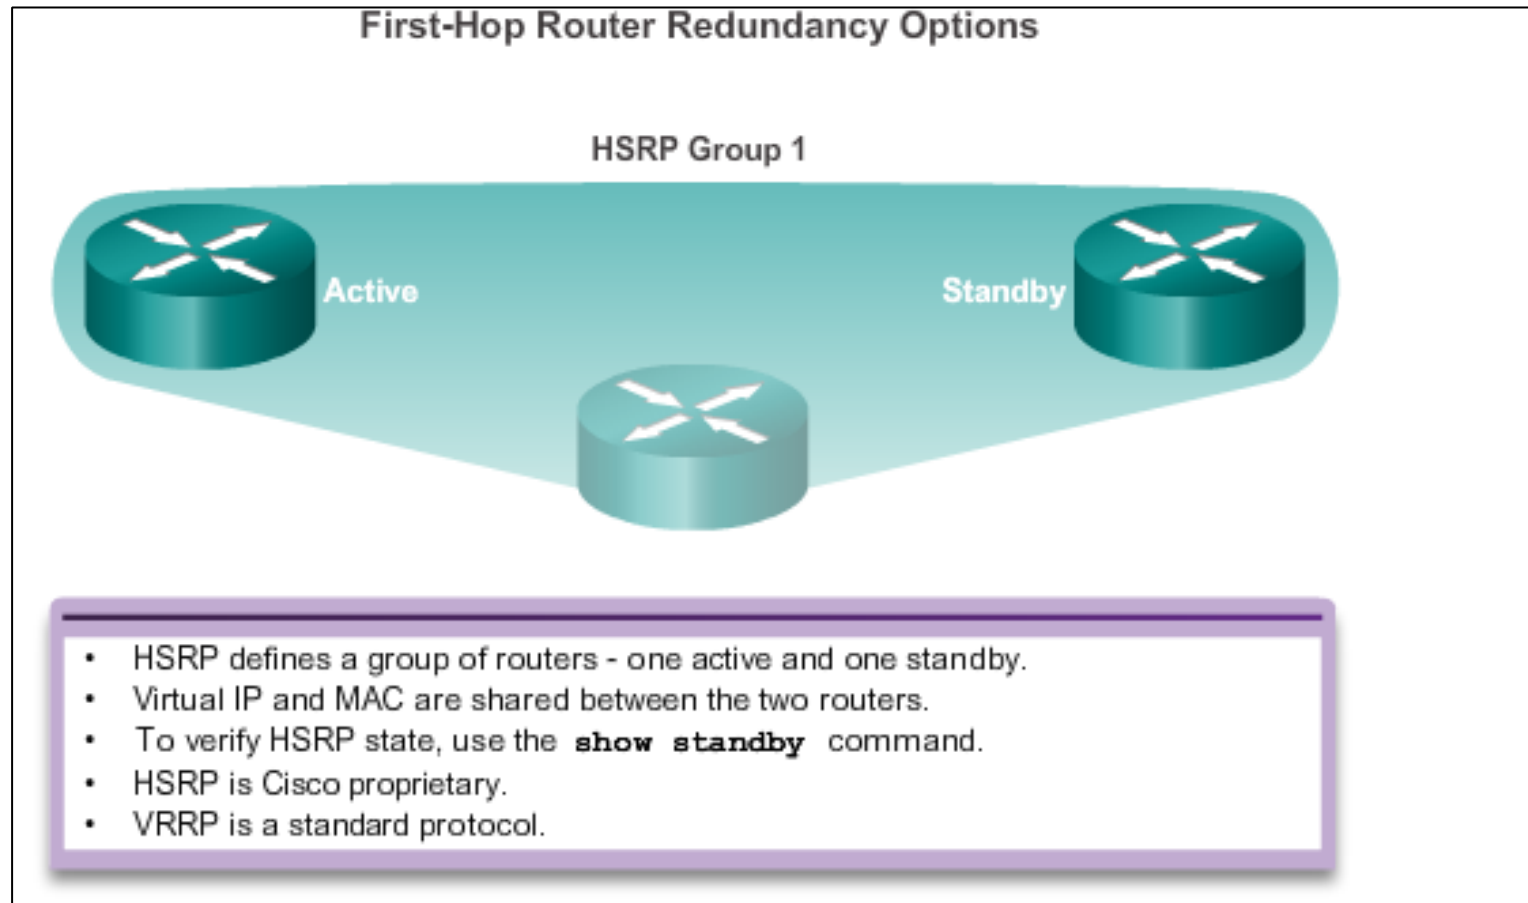 First-Hop Router Redundancy Options
HSRP Group 1
Active
Standby
• HSRP defines a group of routers - one active and one standby.
• Virtual IP and MAC are shared between the two routers.
• To verify HSRP state, use the show standby command.
• HSRP is Cisco proprietary.
• VRRP is a standard protocol.